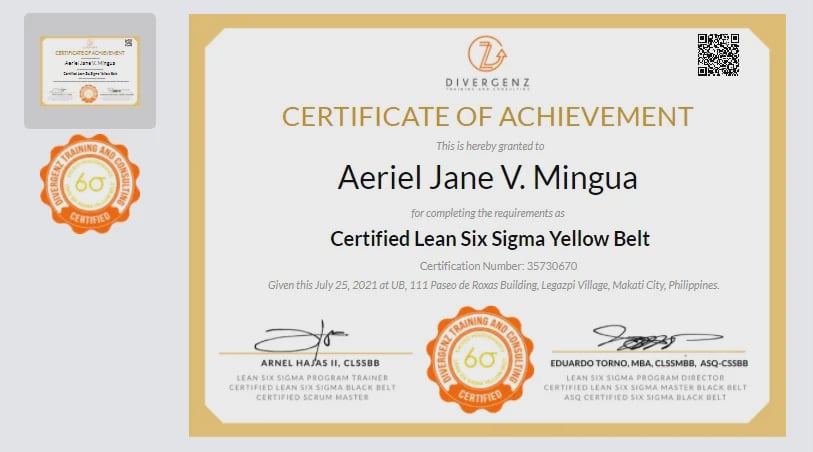 CERTIFICATE OF ACHIEVEMENT
Aeriel Jane V. Mingua
Certified Lean Six Sigma Yellow Belt
DIVERGENZ TRAINING AND CONSULTING
6σ
CERTIFIED
DIVERGENZ
TRAINING AND CONSULTING
CERTIFICATE OF ACHIEVEMENT
This is hereby granted to
Aeriel Jane V. Mingua
for completing the requirements as
Certified Lean Six Sigma Yellow Belt
Certification Number: 35730670
Given this July 25, 2021 at UB, 111 Paseo de Roxas Building, Legazpi Village, Makati City, Philippines.
ARNEL HAJAS II, CLSSBB
LEAN SIX SIGMA PROGRAM TRAINER
CERTIFIED LEAN SIX SIGMA BLACK BELT
CERTIFIED SCRUM MASTER
DIVERGENZ TRAINING AND CONSULTING
6σ
CERTIFIED
EDUARDO TORNO, MBA, CLSSMBB, ASQ-CSSBB
LEAN SIX SIGMA PROGRAM DIRECTOR
CERTIFIED LEAN SIX SIGMA MASTER BLACK BELT
ASQ CERTIFIED SIX SIGMA BLACK BELT